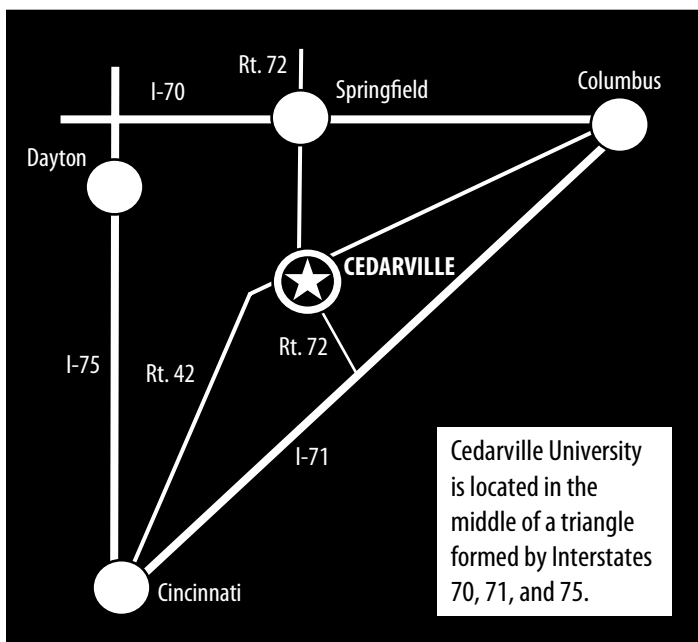 Rt. 72
I-70
Springfield
Columbus
Dayton
CEDARVILLE
Rt. 72
I-75
Rt. 42
I-71
Cincinnati
Cedarville University
is located in the
middle of a triangle
formed by Interstates
70, 71, and 75.